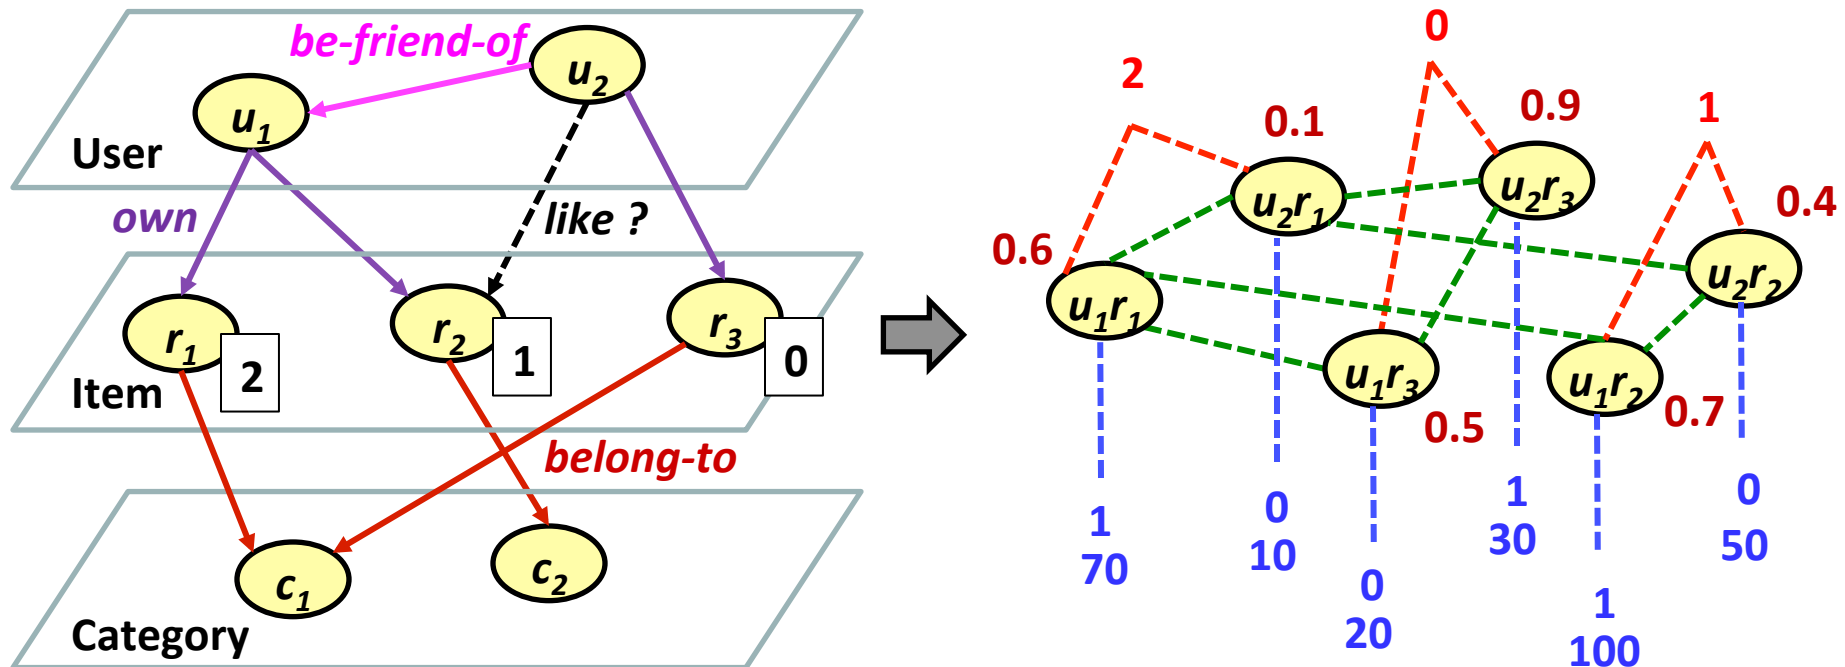 be-friend-of
u2
u1
User
own
like ?
r1
2
r2
1
r3
0
Item
belong-to
c1
c2
Category
0
2
0.1
0.9
1
u2r1
u2r3
0.4
0.6
u2r2
u1r1
u1r3
u1r2
0.5
0.7
1
70
0
10
0
20
1
30
1
100
0
50